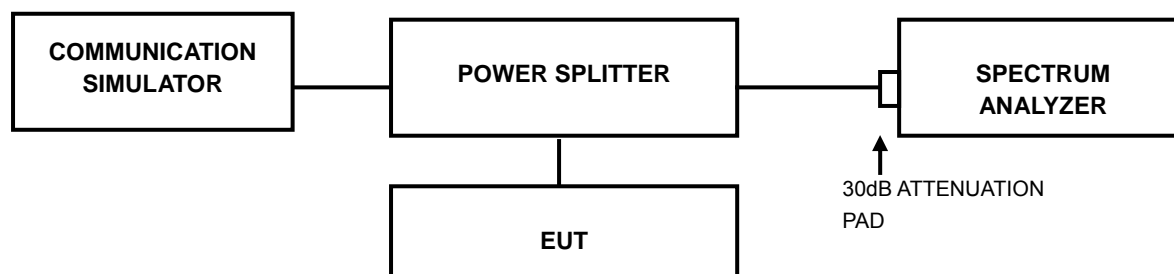 COMMUNICATION
SIMULATOR
POWER SPLITTER
SPECTRUM
ANALYZER
30dB ATTENUATION
PAD
EUT